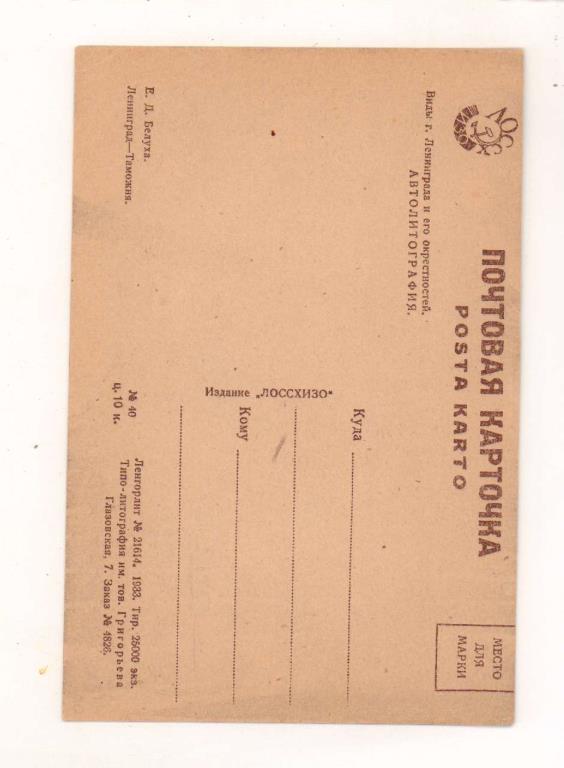 ПОЧТОВАЯ КАРТОЧКА
POSTA KARTO
МЕСТО
ДЛЯ
МАРКИ
Виды г. Ленинграда и его окрестностей.
АВТОЛИТОГРАФИЯ.
Куда
Кому
Издание „ЛОССХИЗО"
Е. Д. Белуха.
Ленинград—Таможня.
№ 40
ц. 10 к.
Ленгорлит № 21614. 1933. Тир. 25000 экз.
Типо-литография им. тов. Григорьева
Глазовская, 7. Заказ № 4826.